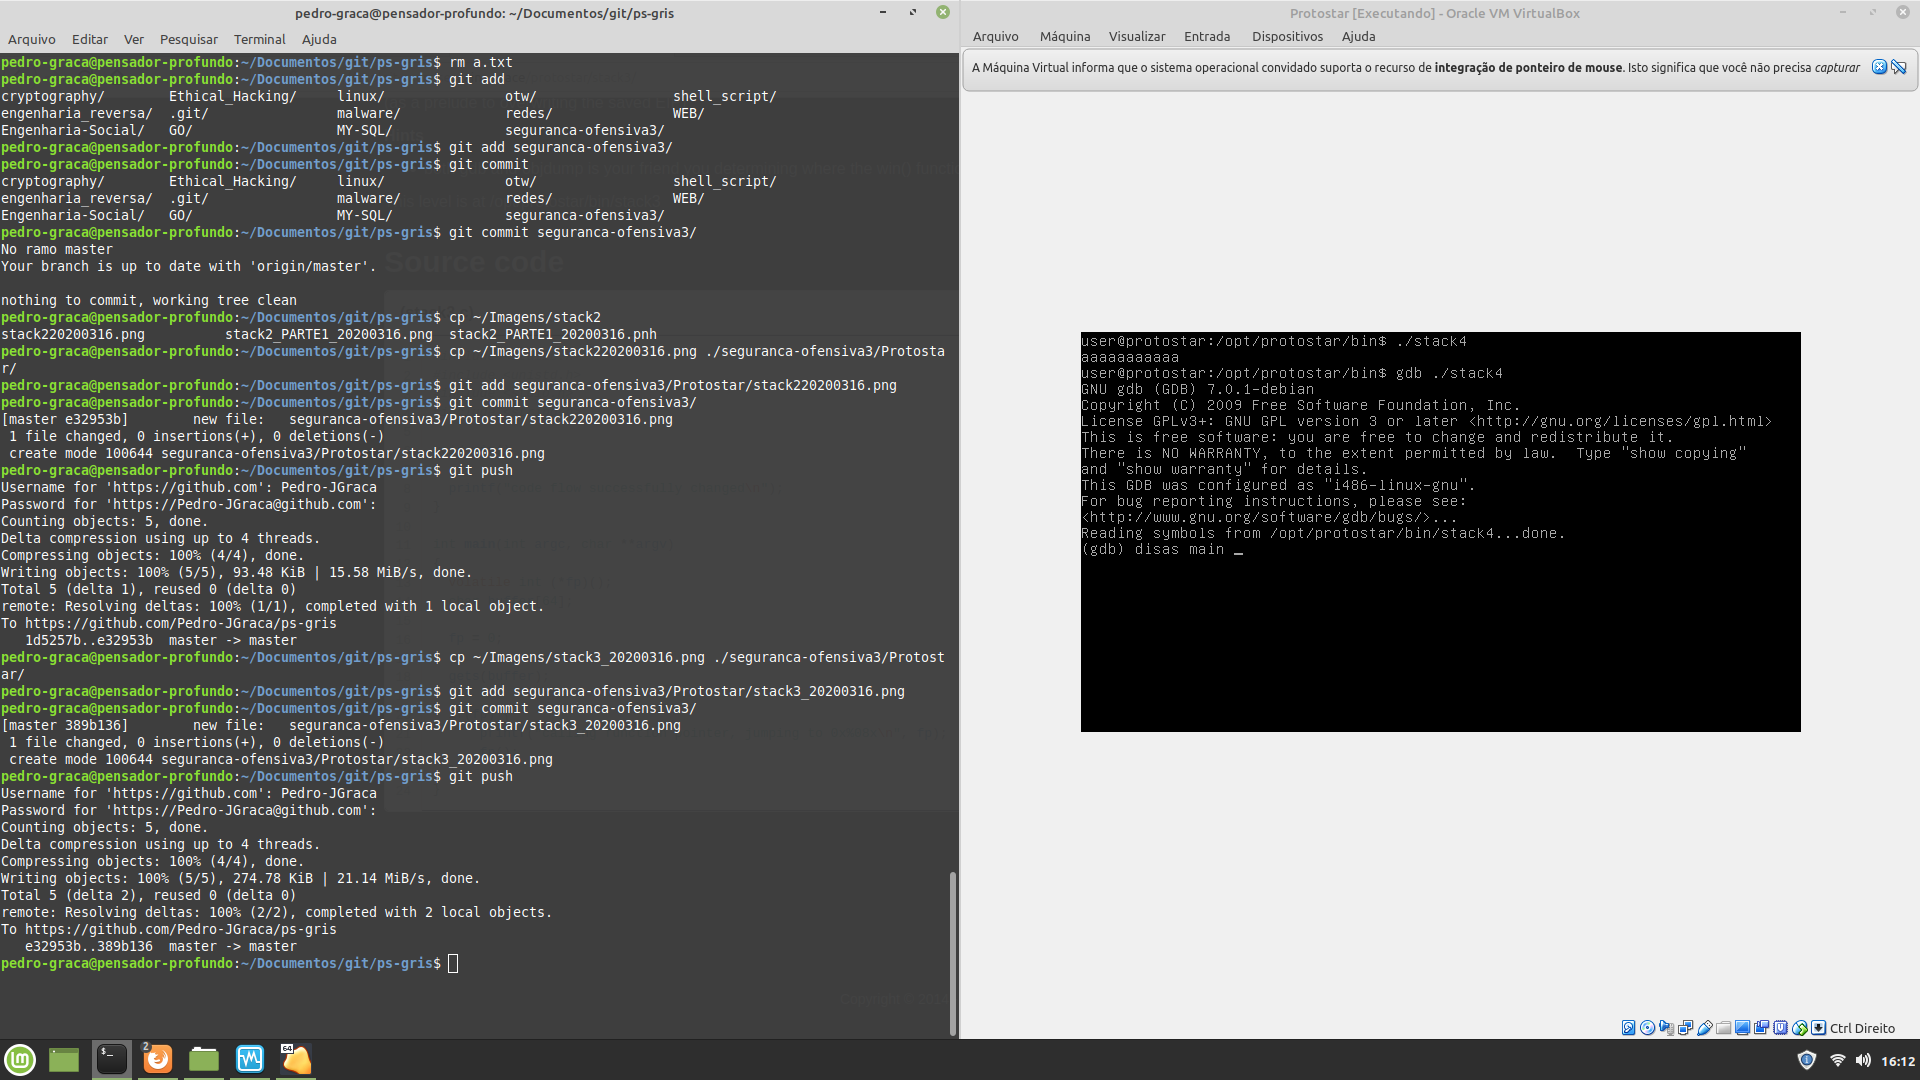 pedro-graca@pensador-profundo: ~/Documentos/git/ps-gris
Arquivo Editar Ver Pesquisar Terminal Ajuda
pedro-graca@pensador-profundo:~/Documentos/git/ps-gris$ rm a.txt
pedro-graca@pensador-profundo:~/Documentos/git/ps-gris$ git add
cryptography/ Ethical_Hacking/ linux/ otw/ shell_script/
engenharia_reversa/ .git/ malware/ redes/ WEB/
Engenharia-Social/ GO/ MY-SQL/ seguranca-ofensiva3/
pedro-graca@pensador-profundo:~/Documentos/git/ps-gris$ git add seguranca-ofensiva3/
pedro-graca@pensador-profundo:~/Documentos/git/ps-gris$ git commit
cryptography/ Ethical_Hacking/ linux/ otw/ shell_script/
engenharia_reversa/ .git/ malware/ redes/ WEB/
Engenharia-Social/ GO/ MY-SQL/ seguranca-ofensiva3/
pedro-graca@pensador-profundo:~/Documentos/git/ps-gris$ git commit seguranca-ofensiva3/
No ramo master
Your branch is up to date with 'origin/master'.
Source code
nothing to commit, working tree clean
pedro-graca@pensador-profundo:~/Documentos/git/ps-gris$ cp ~/Imagens/stack2
stack220200316.png stack2_PARTE1_20200316.png stack2_PARTE1_20200316.pnh
pedro-graca@pensador-profundo:~/Documentos/git/ps-gris$ cp ~/Imagens/stack220200316.png ./seguranca-ofensiva3/Protosta
r/
pedro-graca@pensador-profundo:~/Documentos/git/ps-gris$ git add seguranca-ofensiva3/Protostar/stack220200316.png
pedro-graca@pensador-profundo:~/Documentos/git/ps-gris$ git commit seguranca-ofensiva3/
[master e32953b] new file: seguranca-ofensiva3/Protostar/stack220200316.png
1 file changed, 0 insertions(+), 0 deletions(-)
create mode 100644 seguranca-ofensiva3/Protostar/stack220200316.png
pedro-graca@pensador-profundo:~/Documentos/git/ps-gris$ git push
Username for 'https://github.com': Pedro-JGraca
Password for 'https://Pedro-JGraca@github.com':
Counting objects: 5, done.
Delta compression using up to 4 threads.
Compressing objects: 100% (4/4), done.
Writing objects: 100% (5/5), 93.48 KiB | 15.58 MiB/s, done.
Total 5 (delta 1), reused 0 (delta 0)
remote: Resolving deltas: 100% (1/1), completed with 1 local object.
To https://github.com/Pedro-JGraca/ps-gris
1d5257b..e32953b master -> master
pedro-graca@pensador-profundo:~/Documentos/git/ps-gris$ cp ~/Imagens/stack3_20200316.png ./seguranca-ofensiva3/Protost
ar/
pedro-graca@pensador-profundo:~/Documentos/git/ps-gris$ git add seguranca-ofensiva3/Protostar/stack3_20200316.png
pedro-graca@pensador-profundo:~/Documentos/git/ps-gris$ git commit seguranca-ofensiva3/
[master 389b136] new file: seguranca-ofensiva3/Protostar/stack3_20200316.png
1 file changed, 0 insertions(+), 0 deletions(-)
create mode 100644 seguranca-ofensiva3/Protostar/stack3_20200316.png
pedro-graca@pensador-profundo:~/Documentos/git/ps-gris$ git push
Username for 'https://github.com': Pedro-JGraca
Password for 'https://Pedro-JGraca@github.com':
Counting objects: 5, done.
Delta compression using up to 4 threads.
Compressing objects: 100% (4/4), done.
Writing objects: 100% (5/5), 274.78 KiB | 21.14 MiB/s, done.
Total 5 (delta 2), reused 0 (delta 0)
remote: Resolving deltas: 100% (2/2), completed with 2 local objects.
To https://github.com/Pedro-JGraca/ps-gris
e32953b..389b136 master -> master
pedro-graca@pensador-profundo:~/Documentos/git/ps-gris$
Protostar [Executando] - Oracle VM VirtualBox
Arquivo Máquina Visualizar Entrada Dispositivos Ajuda
A Máquina Virtual informa que o sistema operacional convidado suporta o recurso de integração de ponteiro de mouse. Isto significa que você não precisa capturar
user@protostar:/opt/protostar/bin$ ./stack4
aaaaaaaaaaa
user@protostar:/opt/protostar/bin$ gdb ./stack4
GNU gdb (GDB) 7.0.1-debian
Copyright (C) 2009 Free Software Foundation, Inc.
License GPLv3+: GNU GPL version 3 or later <http://gnu.org/licenses/gpl.html>
This is free software: you are free to change and redistribute it.
There is NO WARRANTY, to the extent permitted by law. Type "show copying"
and "show warranty" for details.
This GDB was configured as "i486-linux-gnu".
For bug reporting instructions, please see:
<http://www.gnu.org/software/gdb/bugs/>...
Reading symbols from /opt/protostar/bin/stack4...done.
(gdb) disas main _
Ctrl Direito
2
64
16:12